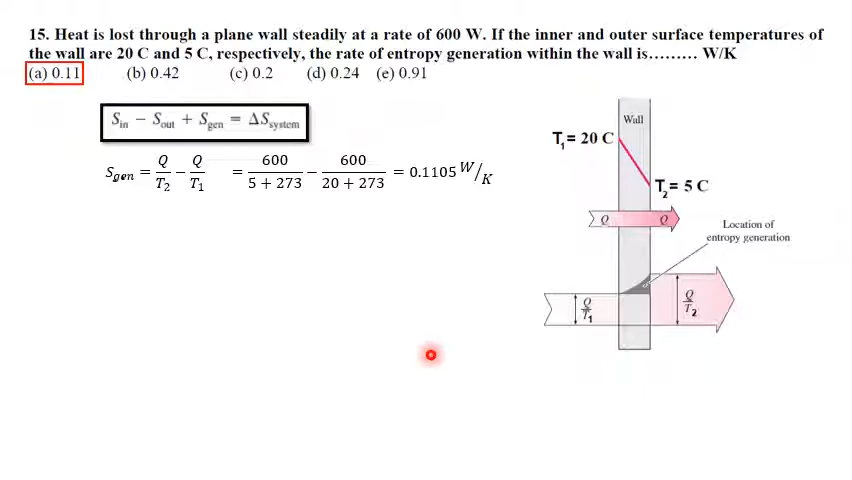 15. Heat is lost through a plane wall steadily at a rate of 600 W. If the inner and outer surface temperatures of
the wall are 20 C and 5 C, respectively, the rate of entropy generation within the wall is……… W/K
(a) 0.11 (b) 0.42 (c) 0.2 (d) 0.24 (e) 0.91
S_in − S_out + S_gen = ΔS_system
S_gen = Q/T_2 − Q/T_1 = 600/(5 + 273) − 600/(20 + 273) = 0.1105 W/K
Wall
T_1 = 20 C
T_2 = 5 C
Q Q
Location of
entropy generation
Q/T_1
Q/T_2